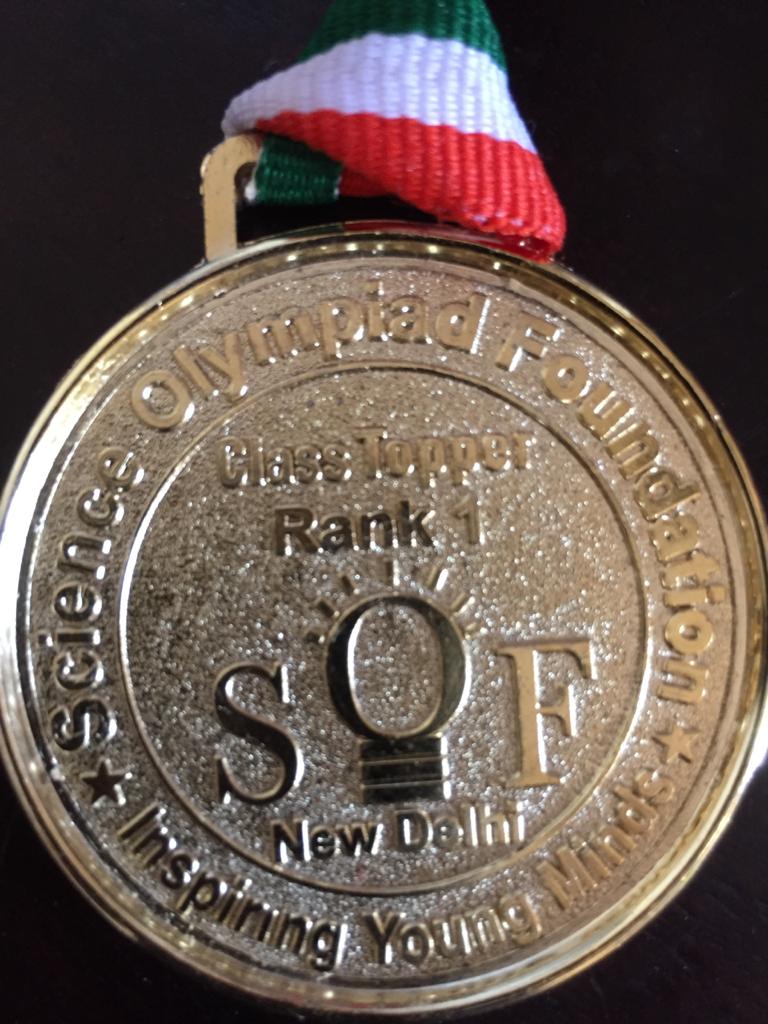 Science Olympiad Foundation
Class Topper
Rank 1
SOF
New Delhi
★ Inspiring Young Minds ★